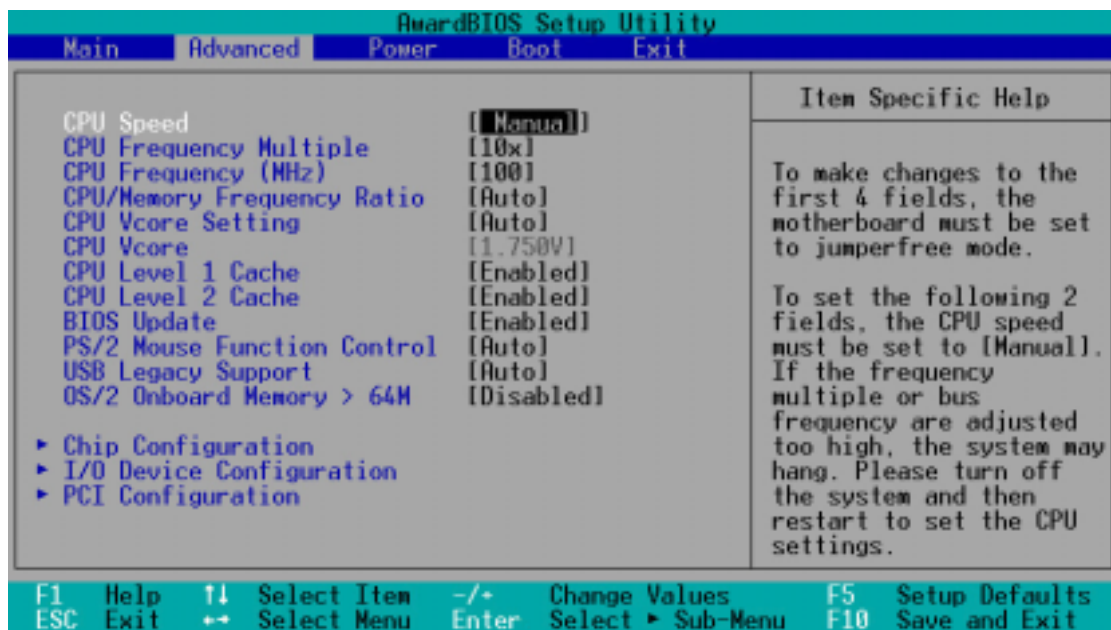 AwardBIOS Setup Utility
Main Advanced Power Boot Exit
CPU Speed [ Manual]
CPU Frequency Multiple [10x]
CPU Frequency (MHz) [100]
CPU/Memory Frequency Ratio [Auto]
CPU Vcore Setting [Auto]
CPU Vcore [1.750V]
CPU Level 1 Cache [Enabled]
CPU Level 2 Cache [Enabled]
BIOS Update [Enabled]
PS/2 Mouse Function Control [Auto]
USB Legacy Support [Auto]
OS/2 Onboard Memory > 64M [Disabled]
► Chip Configuration
► I/O Device Configuration
► PCI Configuration
Item Specific Help
To make changes to the
first 4 fields, the
motherboard must be set
to jumperfree mode.
To set the following 2
fields, the CPU speed
must be set to [Manual].
If the frequency
multiple or bus
frequency are adjusted
too high, the system may
hang. Please turn off
the system and then
restart to set the CPU
settings.
F1 Help ↑↓ Select Item -/+ Change Values F5 Setup Defaults
ESC Exit ←→ Select Menu Enter Select ► Sub-Menu F10 Save and Exit